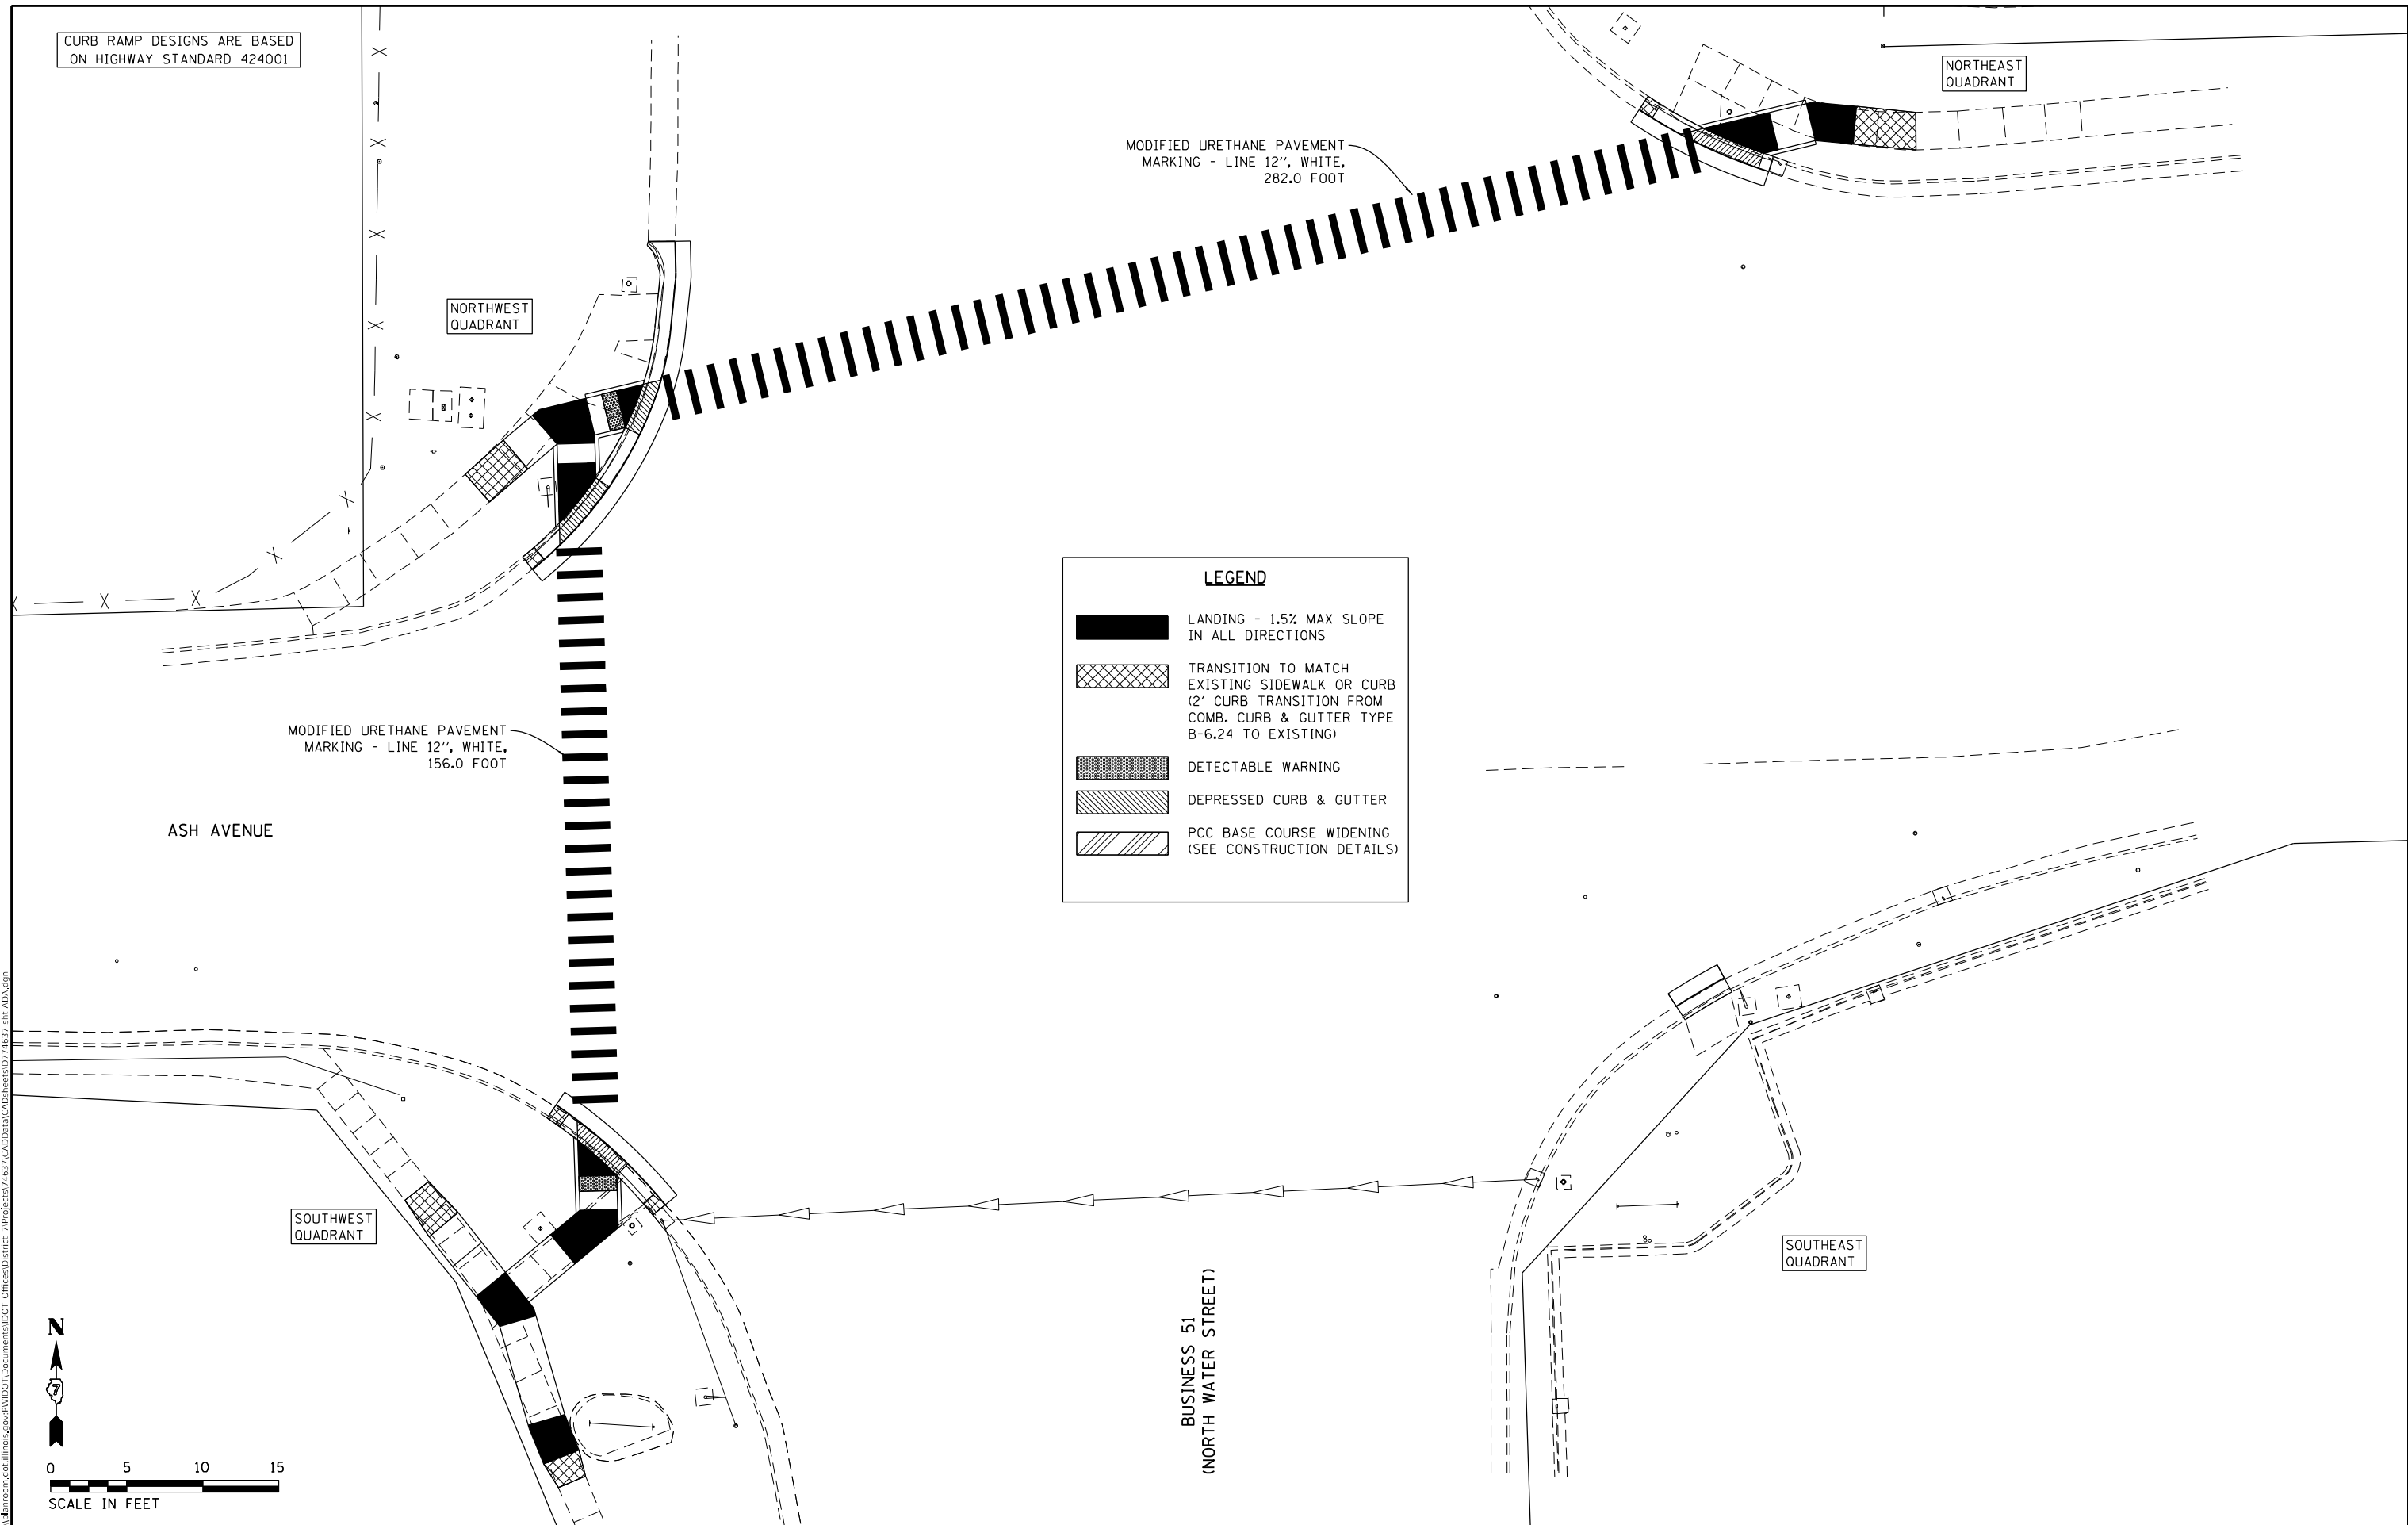 CURB RAMP DESIGNS ARE BASED
ON HIGHWAY STANDARD 424001
NORTHEAST
QUADRANT
MODIFIED URETHANE PAVEMENT
MARKING - LINE 12'', WHITE,
282.0 FOOT
NORTHWEST
QUADRANT
LEGEND
LANDING - 1.5% MAX SLOPE
IN ALL DIRECTIONS
TRANSITION TO MATCH
EXISTING SIDEWALK OR CURB
(2' CURB TRANSITION FROM
COMB. CURB & GUTTER TYPE
B-6.24 TO EXISTING)
DETECTABLE WARNING
DEPRESSED CURB & GUTTER
PCC BASE COURSE WIDENING
(SEE CONSTRUCTION DETAILS)
MODIFIED URETHANE PAVEMENT
MARKING - LINE 12'', WHITE,
156.0 FOOT
ASH AVENUE
SOUTHWEST
QUADRANT
SOUTHEAST
QUADRANT
BUSINESS 51
(NORTH WATER STREET)
N
7
0 5 10 15
SCALE IN FEET